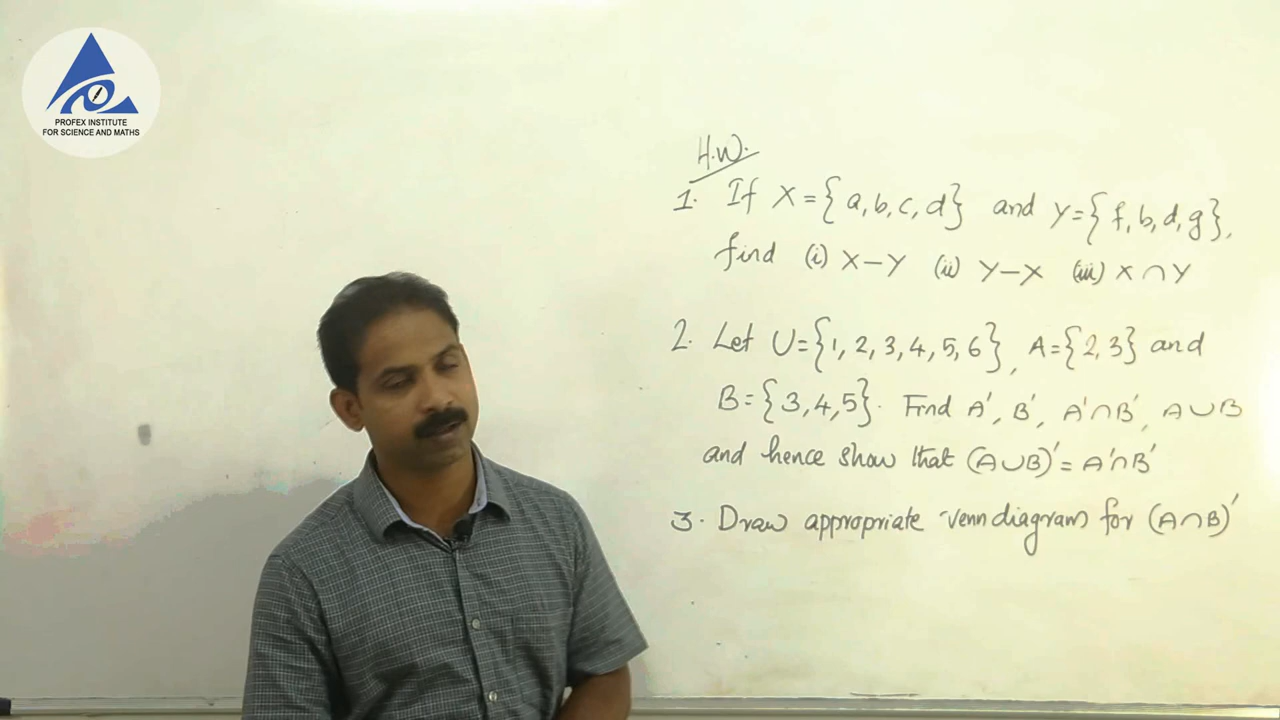 PROFEX INSTITUTE
FOR SCIENCE AND MATHS
H.W.
1. If X={a,b,c,d} and Y={f,b,d,g},
find (i) X-Y (ii) Y-X (iii) X∩Y
2. Let U={1,2,3,4,5,6}, A={2,3} and
B={3,4,5}. Find A', B', A'∩B', A∪B
and hence show that (A∪B)'=A'∩B'
3. Draw appropriate venn diagram for (A∩B)'